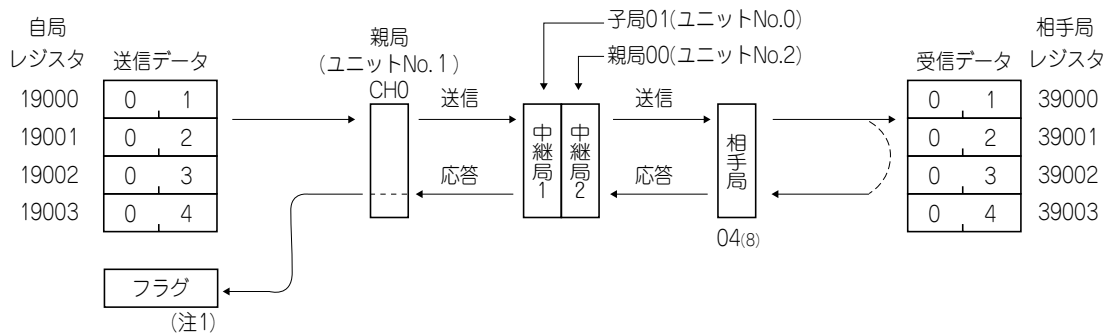 自局
レジスタ
送信データ
19000 0 1
19001 0 2
19002 0 3
19003 0 4
フラグ
(注1)
親局
(ユニットNo.1)
CH0
送信
応答
子局01(ユニットNo.0)
親局00(ユニットNo.2)
中継局1
中継局2
送信
応答
相手局
04(8)
受信データ
相手局
レジスタ
0 1 39000
0 2 39001
0 3 39002
0 4 39003